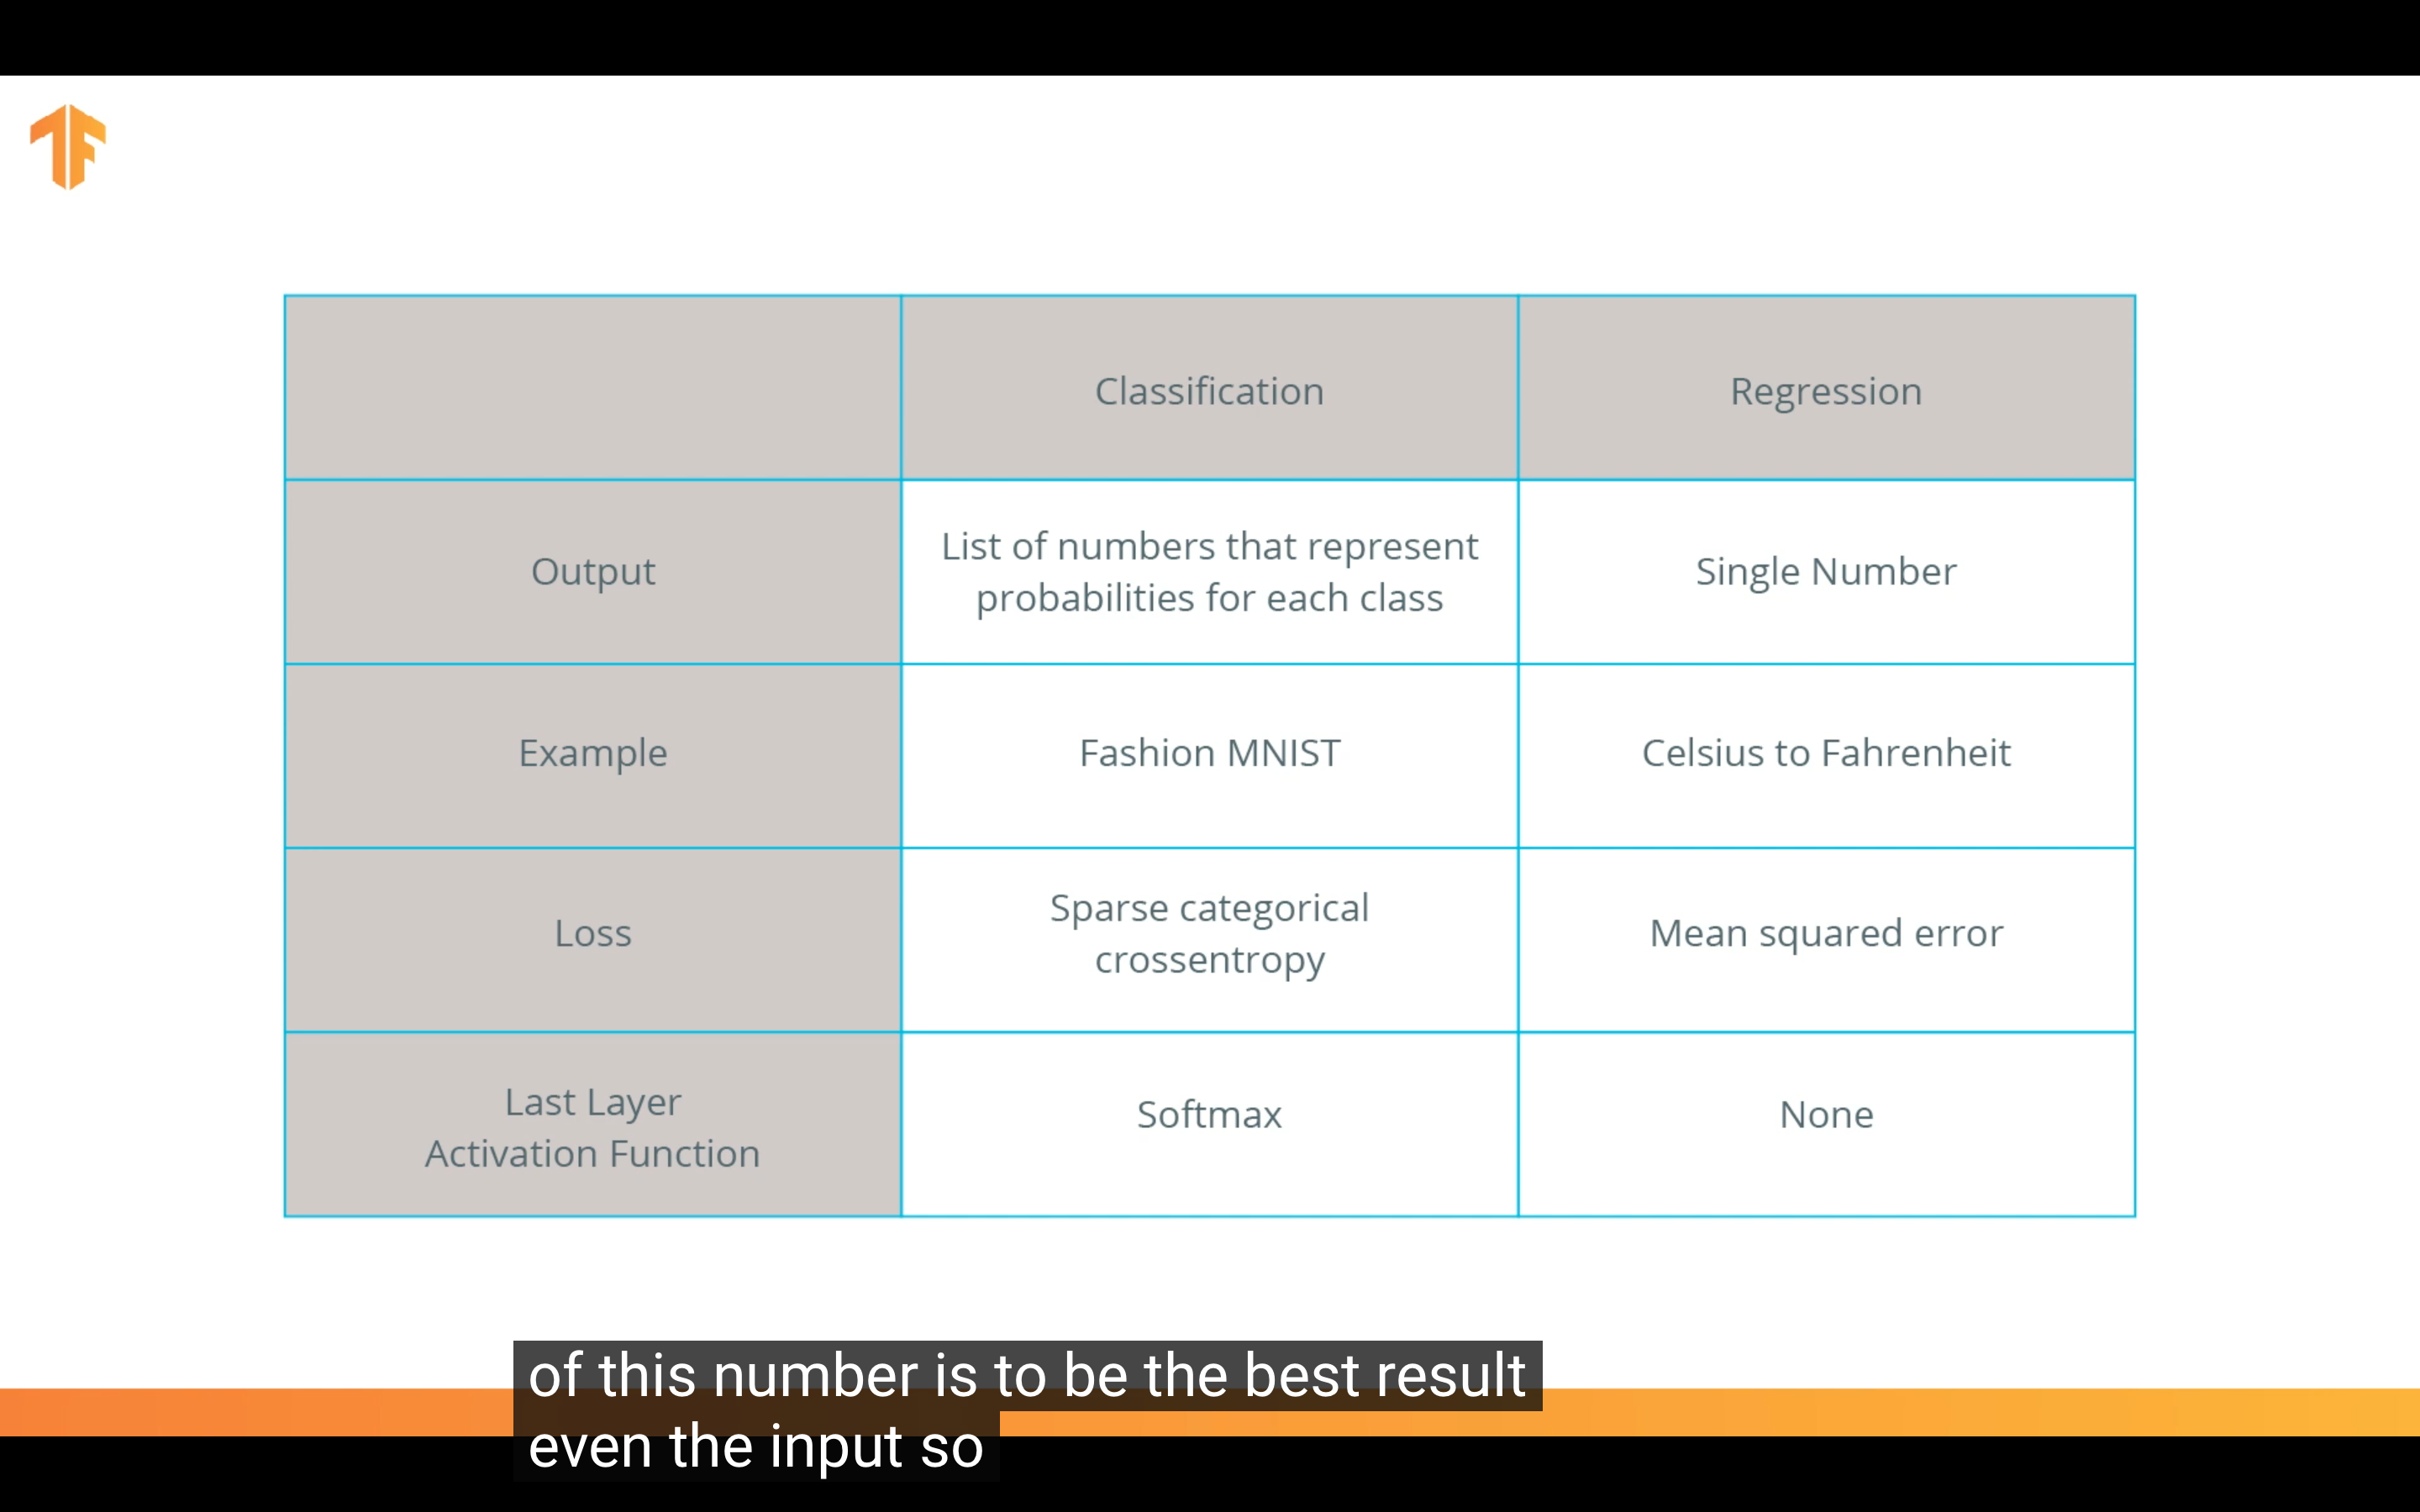 Classification
Regression
Output
List of numbers that represent
probabilities for each class
Single Number
Example
Fashion MNIST
Celsius to Fahrenheit
Loss
Sparse categorical
crossentropy
Mean squared error
Last Layer
Activation Function
Softmax
None
of this number is to be the best result
even the input so